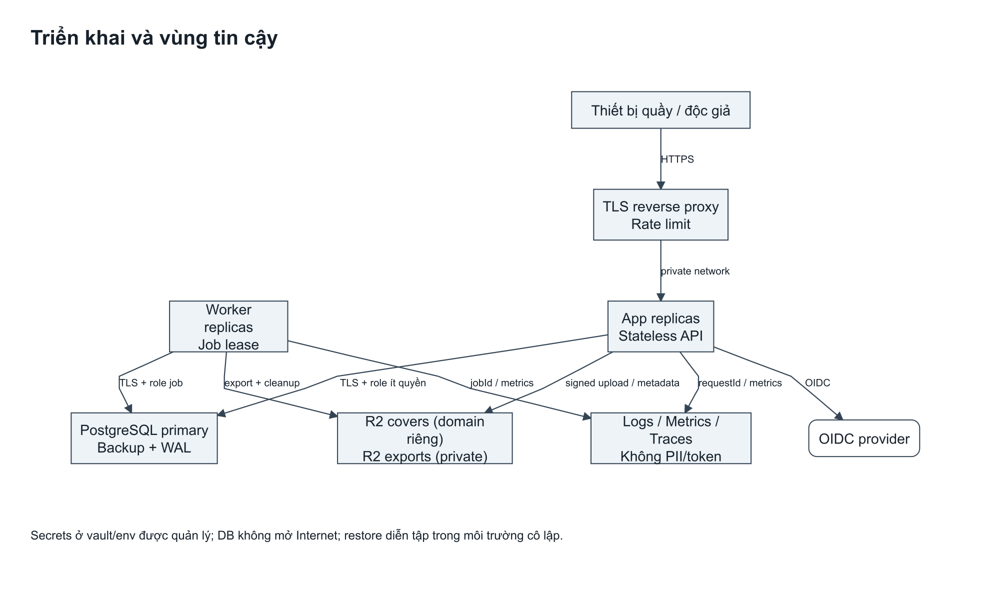 Triển khai và vùng tin cậy
Thiết bị quầy / độc giả
HTTPS
TLS reverse proxy
Rate limit
private network
Worker
replicas
Job lease
App replicas
Stateless API
TLS + role job
export + cleanup
TLS + role ít quyền
jobId / metrics
signed upload / metadata
requestId / metrics
OIDC
PostgreSQL primary
Backup + WAL
R2 covers (domain
riêng)
R2 exports (private)
Logs / Metrics /
Traces
Không PII/token
OIDC provider
Secrets ở vault/env được quản lý; DB không mở Internet; restore diễn tập trong môi trường cô lập.